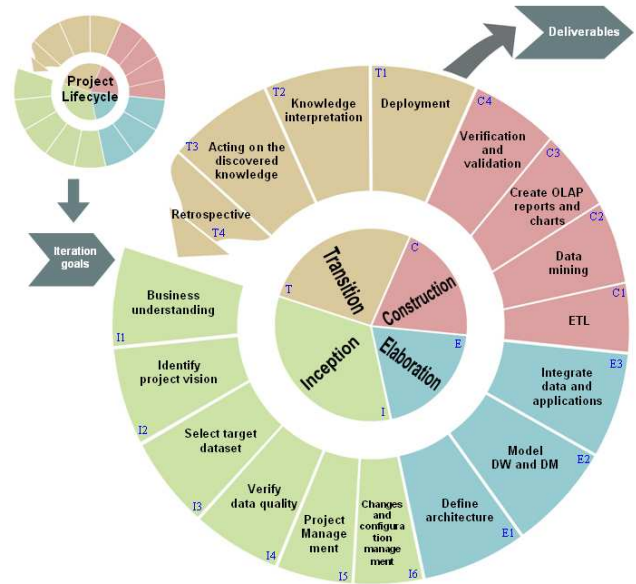 Project
Lifecycle
Deliverables
Iteration
goals
T1
Deployment
T2
Knowledge
interpretation
T3
Acting on the
discovered
knowledge
Retrospective
T4
C4
Verification
and
validation
C3
Create OLAP
reports and
charts
C2
Data
mining
C1
ETL
E3
Integrate
data and
applications
E2
Model
DW and DM
E1
Define
architecture
Business
understanding
I1
Identify
project vision
I2
Select target
dataset
I3
Verify
data quality
I4
Project
Manage
ment
I5
Changes
and
configura
tion
manage
ment
I6
Transition
T
Construction
C
Elaboration
E
Inception
I